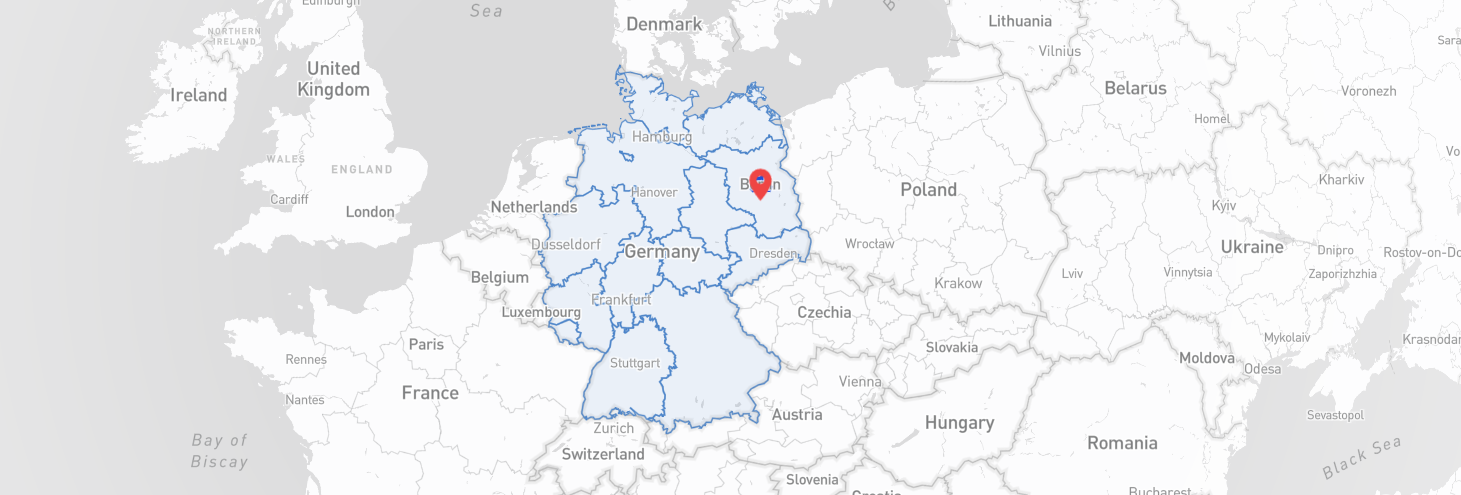 Edinburgh
Sea
Denmark
Lithuania
NORTHERN
IRELAND
Vilnius
United
Kingdom
Ireland
Belarus
Voronezh
Homel
Hamburg
WALES
ENGLAND
Kharkiv
Hanover
Poland
Cardiff
London
Netherlands
Kyiv
Dusseldorf
Germany
Dresden
Wrocław
Ukraine
Dnipro
Rostov-on-Do
Belgium
Lviv
Vinnytsia
Zaporizhzhia
Krakow
Frankfurt
Luxembourg
Czechia
Paris
Mykolaiv
Krasnodar
Rennes
Slovakia
Moldova
Stuttgart
Odesa
Vienna
France
Nantes
Austria
Sevastopol
Zurich
Hungary
Bay of
Biscay
Switzerland
Romania
Black Sea
Slovenia
Bucharest